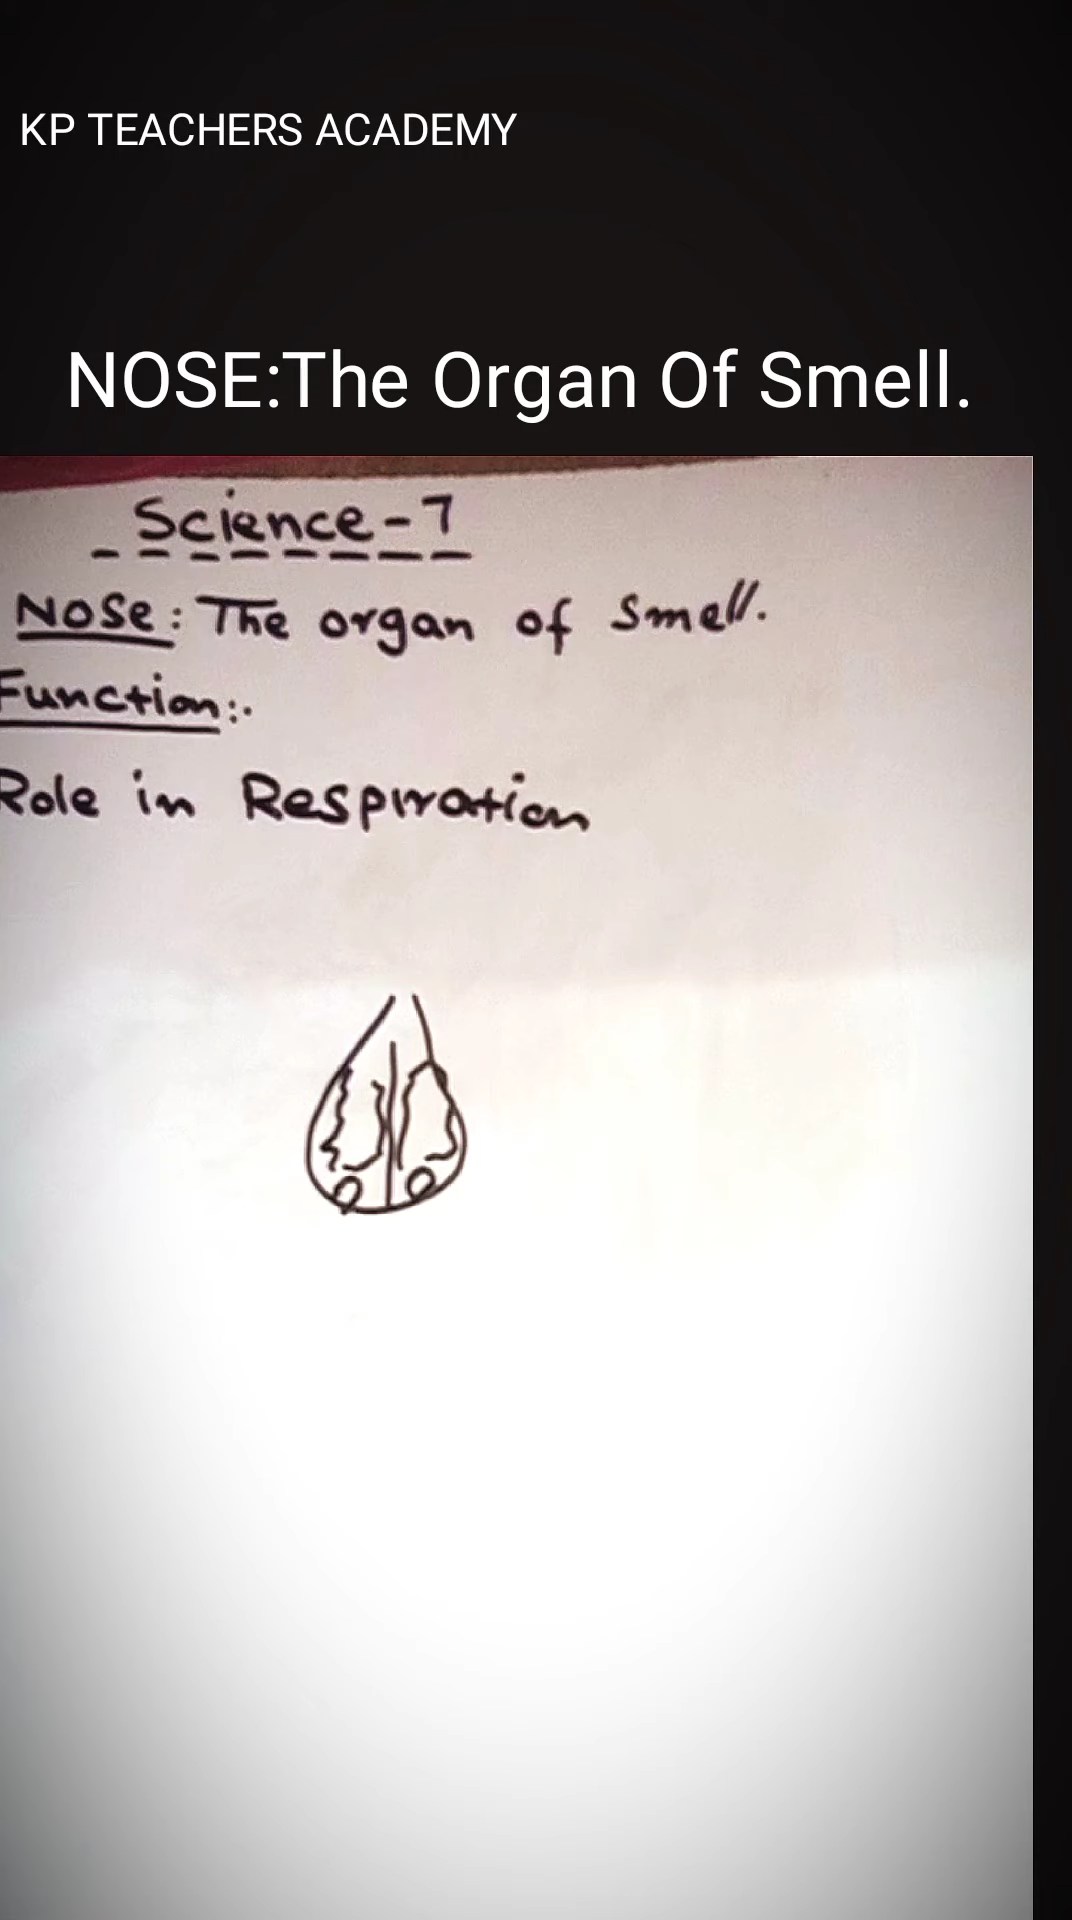 KP TEACHERS ACADEMY
NOSE:The Organ Of Smell.
Science-7
Nose: The organ of smell.
Function:.
Role in Respiration